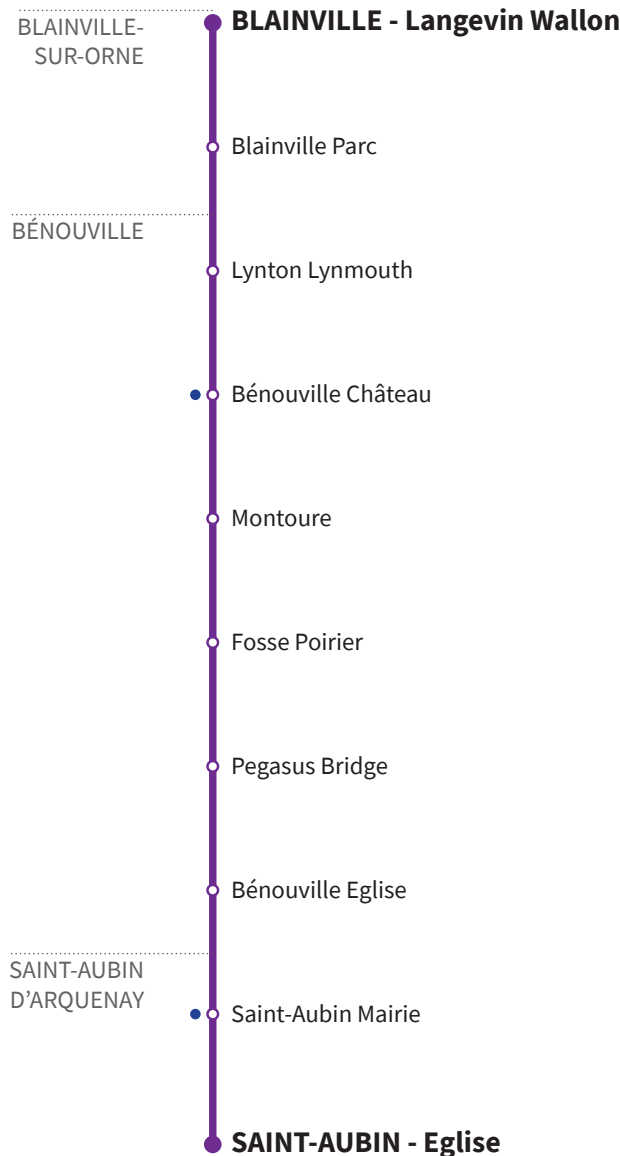 BLAINVILLE-
SUR-ORNE
BLAINVILLE - Langevin Wallon
Blainville Parc
BÉNOUVILLE
Lynton Lynmouth
Bénouville Château
Montoure
Fosse Poirier
Pegasus Bridge
Bénouville Eglise
SAINT-AUBIN
D’ARQUENAY
Saint-Aubin Mairie
SAINT-AUBIN - Eglise